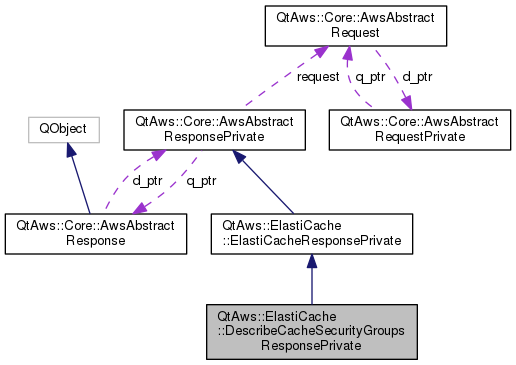 QtAws::Core::AwsAbstract
Request
request
q_ptr
d_ptr
QObject
QtAws::Core::AwsAbstract
ResponsePrivate
QtAws::Core::AwsAbstract
RequestPrivate
d_ptr
q_ptr
QtAws::Core::AwsAbstract
Response
QtAws::ElastiCache
::ElastiCacheResponsePrivate
QtAws::ElastiCache
::DescribeCacheSecurityGroups
ResponsePrivate